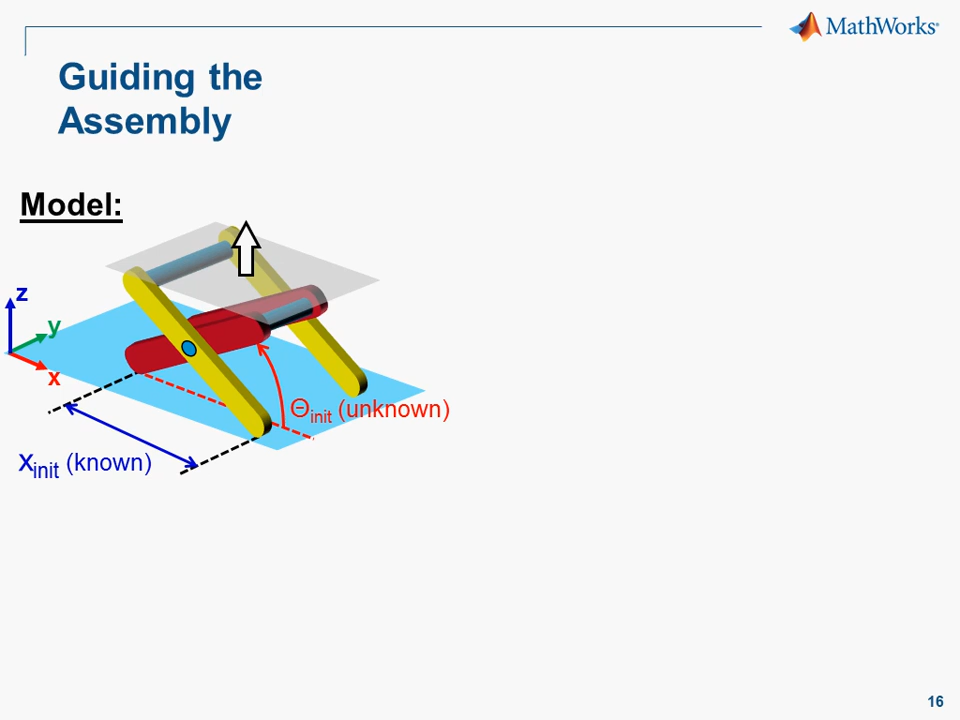 MathWorks®
Guiding the
Assembly
Model:
z
y
x
Θinit (unknown)
xinit (known)
16